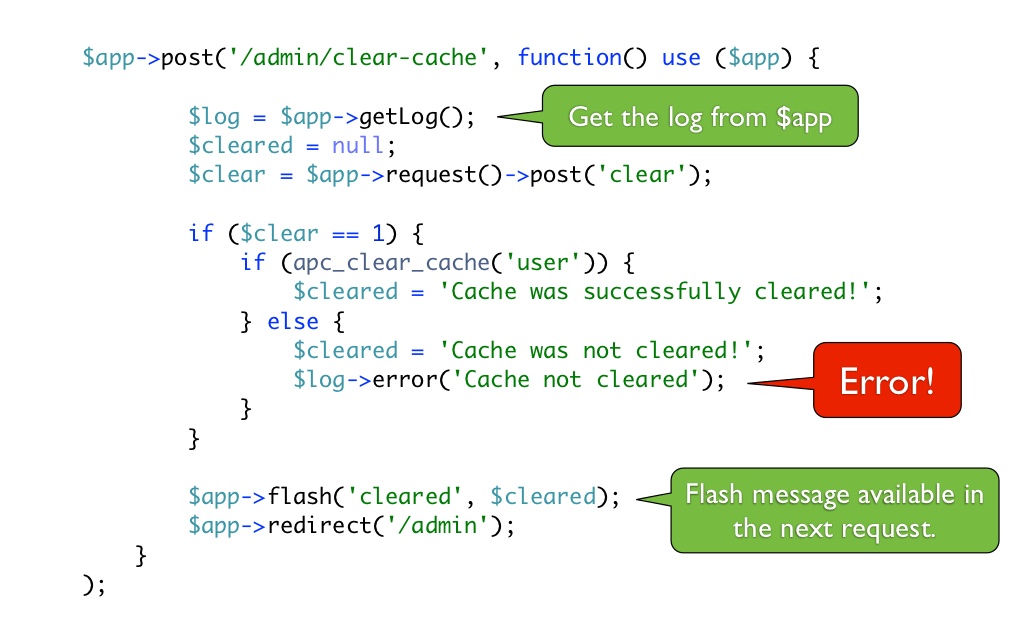 $app->post('/admin/clear-cache', function() use ($app) {
$log = $app->getLog();
Get the log from $app
$cleared = null;
$clear = $app->request()->post('clear');
if ($clear == 1) {
if (apc_clear_cache('user')) {
$cleared = 'Cache was successfully cleared!';
} else {
$cleared = 'Cache was not cleared!';
$log->error('Cache not cleared');
Error!
}
}
$app->flash('cleared', $cleared);
Flash message available in
the next request.
$app->redirect('/admin');
}
);